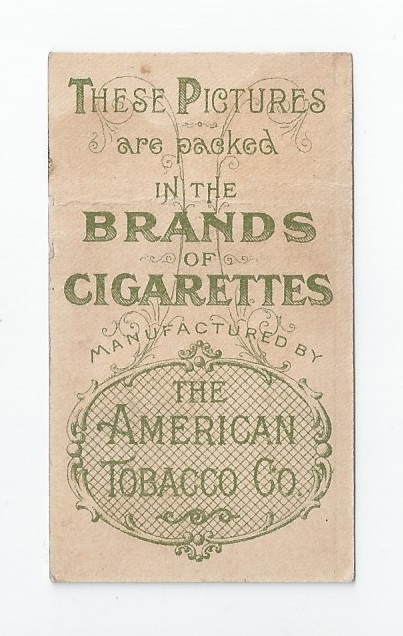 THESE PICTURES
are packed
IN THE
BRANDS
OF
CIGARETTES
MANUFACTURED BY
THE
AMERICAN
TOBACCO CO.